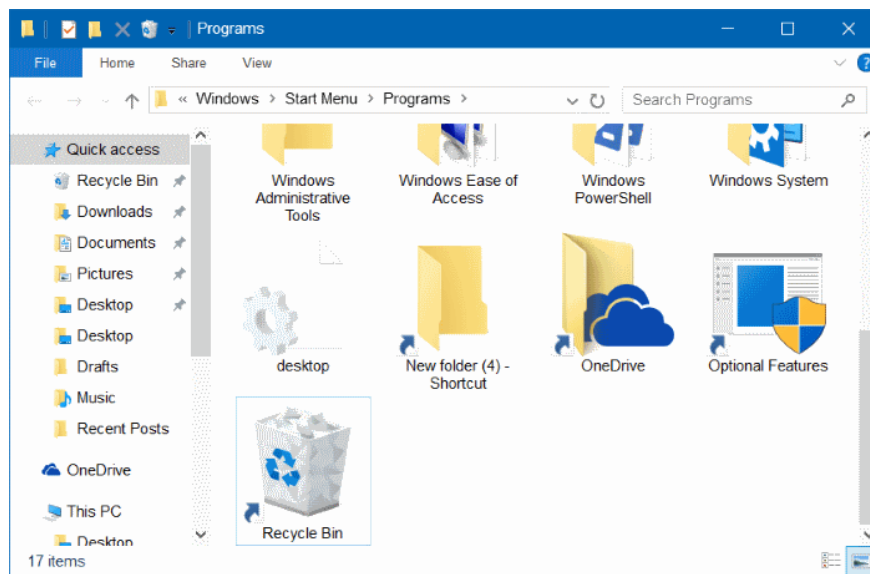 Programs
File Home Share View
« Windows > Start Menu > Programs >
Search Programs
Quick access
Recycle Bin
Downloads
Documents
Pictures
Desktop
Desktop
Drafts
Music
Recent Posts
OneDrive
This PC
Desktop
Windows
Administrative
Tools
Windows Ease of
Access
Windows
PowerShell
Windows System
desktop
New folder (4) -
Shortcut
OneDrive
Optional Features
Recycle Bin
17 items